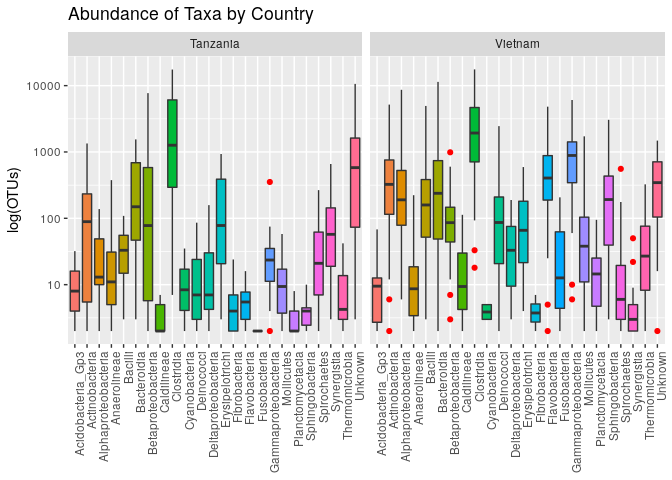 Abundance of Taxa by Country
Tanzania
Vietnam
log(OTUs)
10000
1000
100
10
Acidobacteria_Gp3
Actinobacteria
Alphaproteobacteria
Anaerolineae
Bacilli
Bacteroidia
Betaproteobacteria
Caldilineae
Clostridia
Cyanobacteria
Deinococci
Deltaproteobacteria
Erysipelotrichi
Fibrobacteria
Flavobacteria
Fusobacteria
Gammaproteobacteria
Mollicutes
Planctomycetacia
Sphingobacteria
Spirochaetes
Synergistia
Thermomicrobia
Unknown
Acidobacteria_Gp3
Actinobacteria
Alphaproteobacteria
Anaerolineae
Bacilli
Bacteroidia
Betaproteobacteria
Caldilineae
Clostridia
Cyanobacteria
Deinococci
Deltaproteobacteria
Erysipelotrichi
Fibrobacteria
Flavobacteria
Fusobacteria
Gammaproteobacteria
Mollicutes
Planctomycetacia
Sphingobacteria
Spirochaetes
Synergistia
Thermomicrobia
Unknown